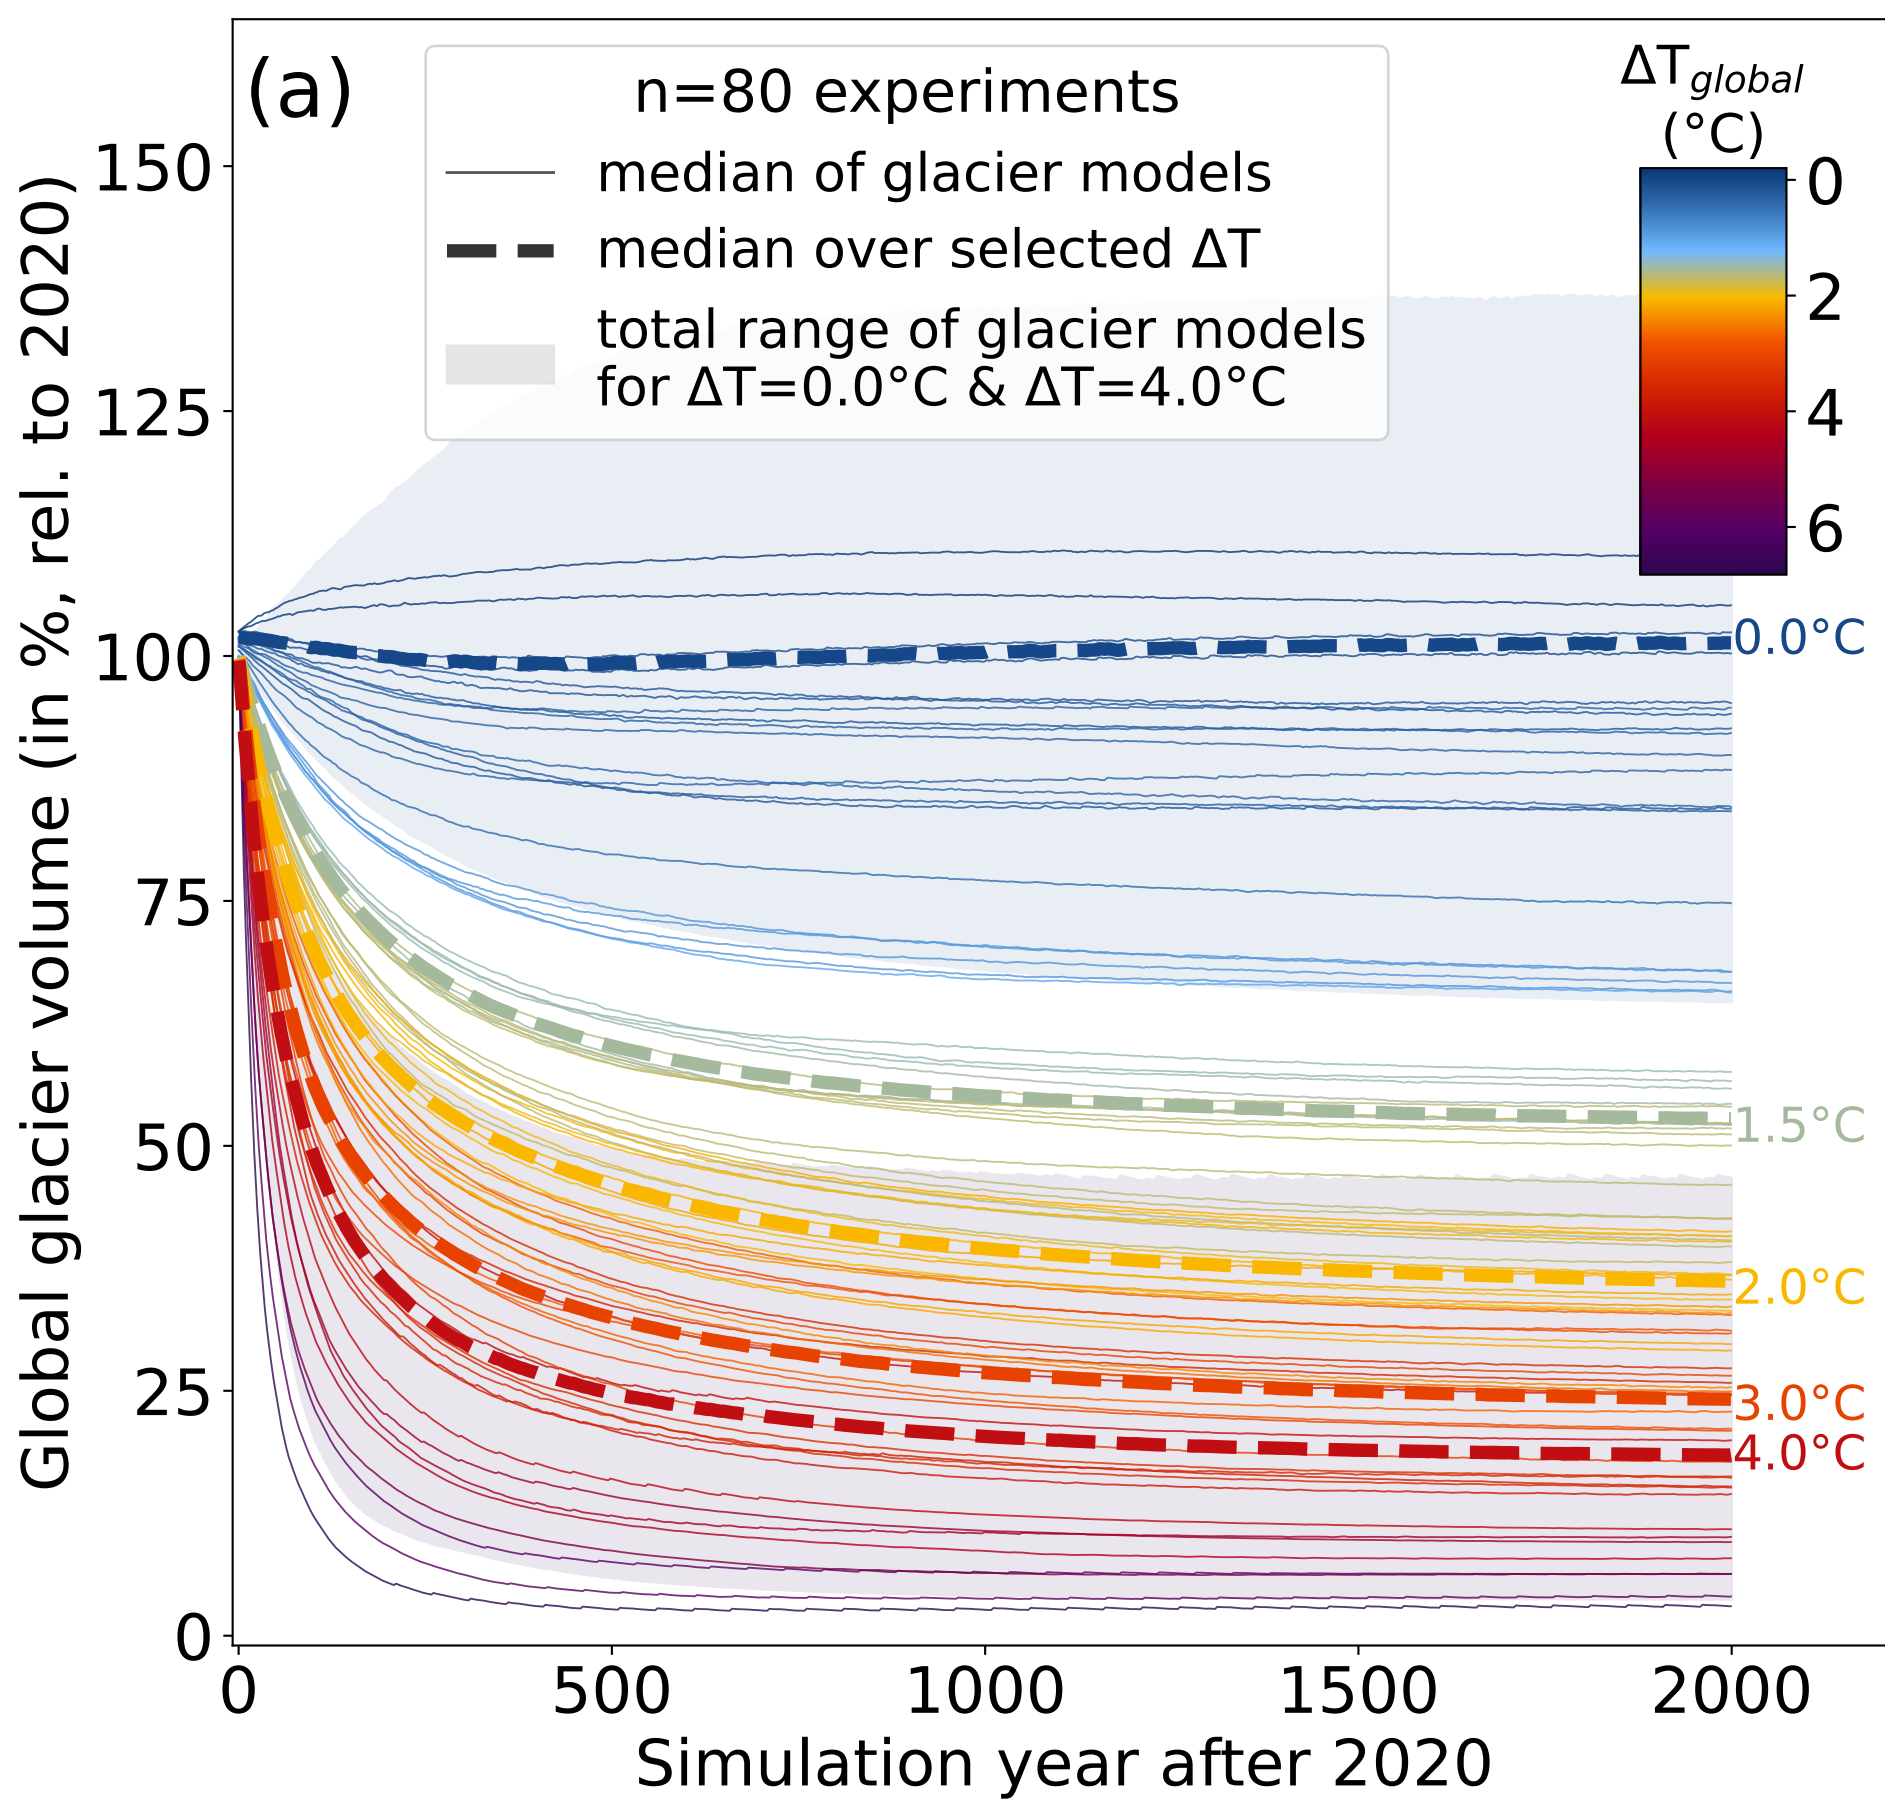 (a)
n=80 experiments
median of glacier models
median over selected ΔT
total range of glacier models
for ΔT=0.0°C & ΔT=4.0°C
ΔTglobal
(°C)
0
2
4
6
150
125
100
75
50
25
0
Global glacier volume (in %, rel. to 2020)
0.0°C
1.5°C
2.0°C
3.0°C
4.0°C
0 500 1000 1500 2000
Simulation year after 2020